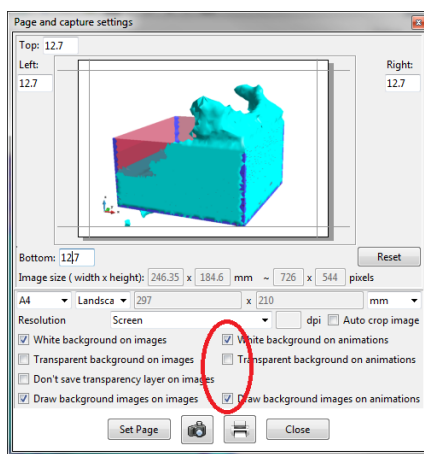 Page and capture settings
Top: 12.7
Left: Right:
12.7 12.7
Bottom: 12.7 Reset
Image size ( width x height): 246.35 x 184.6 mm ~ 726 x 544 pixels
A4 Landsca 297 x 210 mm
Resolution Screen dpi Auto crop image
White background on images White background on animations
Transparent background on images Transparent background on animations
Don't save transparency layer on images
Draw background images on images Draw background images on animations
Set Page Close